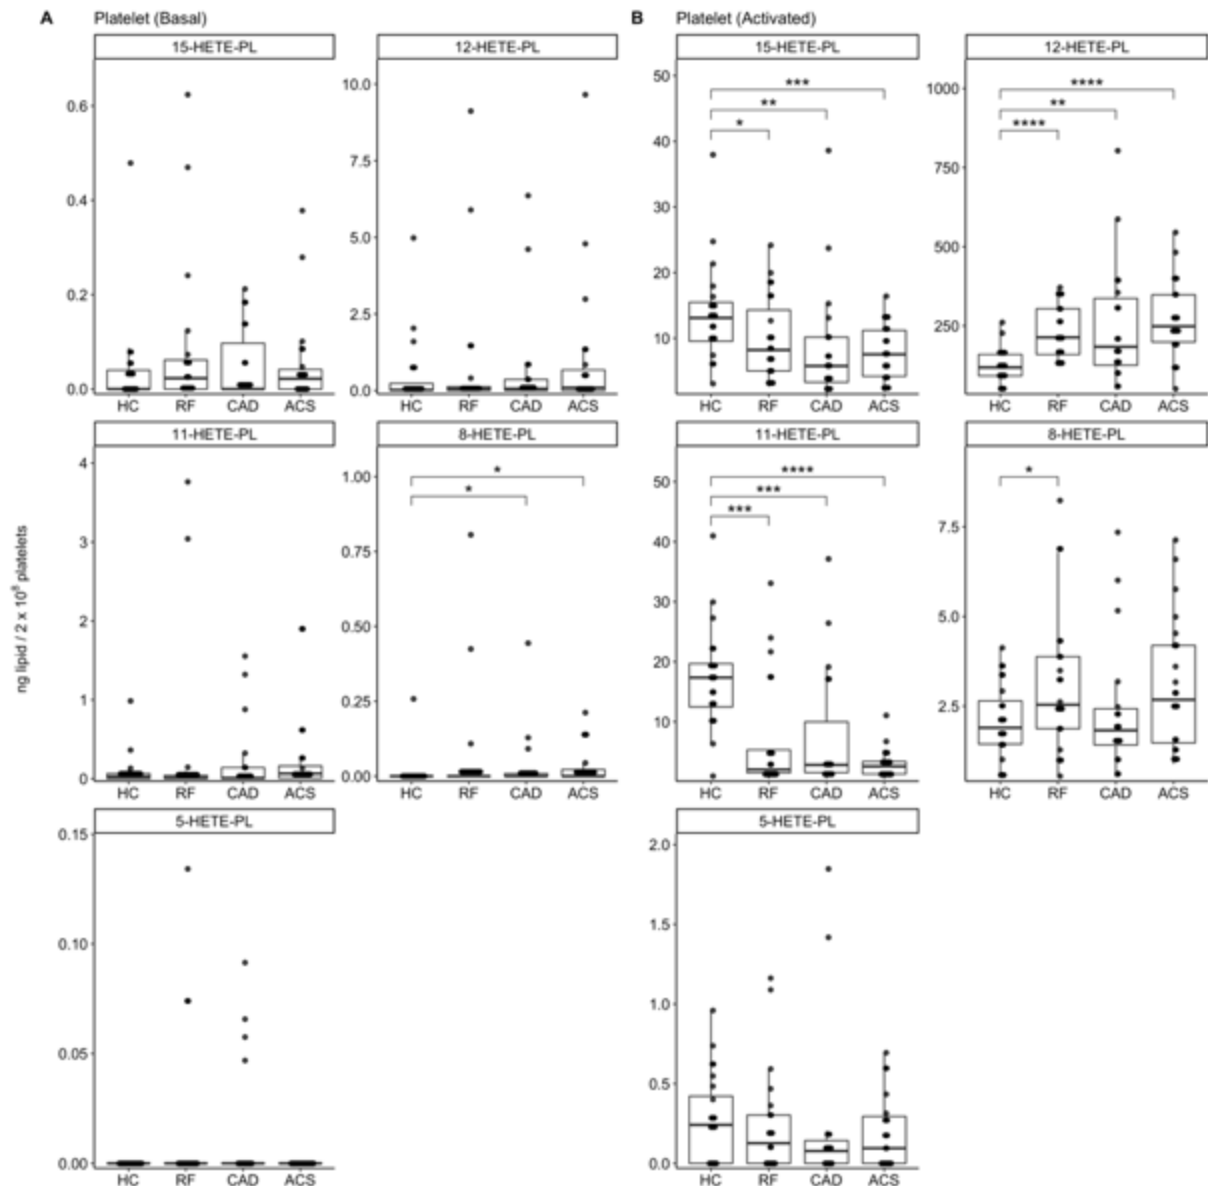 A Platelet (Basal)
15-HETE-PL
0.6
0.4
0.2
0.0
HC RF CAD ACS
12-HETE-PL
10.0
7.5
5.0
2.5
0.0
HC RF CAD ACS
11-HETE-PL
4
3
2
1
0
HC RF CAD ACS
8-HETE-PL
* 
*
1.00
0.75
0.50
0.25
0.00
HC RF CAD ACS
5-HETE-PL
0.15
0.10
0.05
0.00
HC RF CAD ACS
ng lipid / 2 x 10⁸ platelets
B Platelet (Activated)
15-HETE-PL
***
**
*
50
40
30
20
10
HC RF CAD ACS
12-HETE-PL
****
**
****
1000
750
500
250
HC RF CAD ACS
11-HETE-PL
****
***
***
50
40
30
20
10
HC RF CAD ACS
8-HETE-PL
*
7.5
5.0
2.5
HC RF CAD ACS
5-HETE-PL
2.0
1.5
1.0
0.5
0.0
HC RF CAD ACS